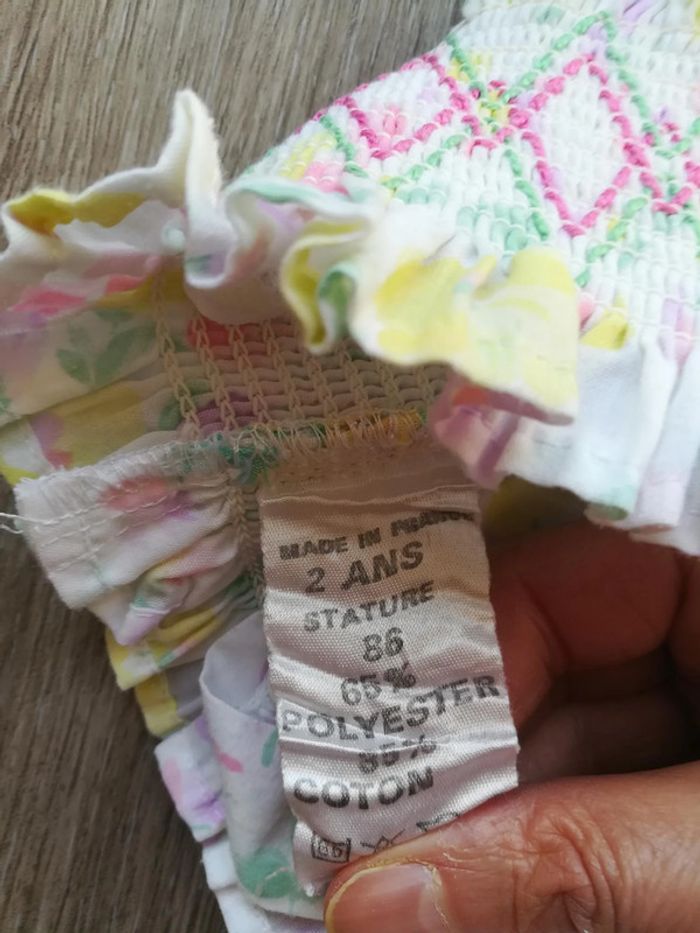 MADE IN FRANCE
2 ANS
STATURE
86
65%
POLYESTER
35%
COTON